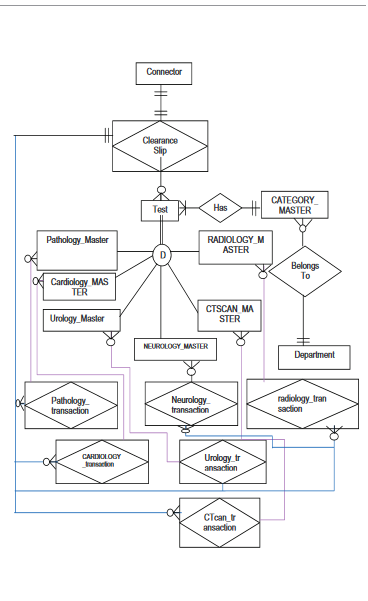 Connector
Clearance
Slip
Test
Has
CATEGORY_
MASTER
Pathology_Master
RADIOLOGY_M
ASTER
D
Belongs
To
Cardiology_MAS
TER
Urology_Master
CTSCAN_MA
STER
NEUROLOGY_MASTER
Department
Pathology_
transaction
Neurology_
transaction
radiology_tran
saction
CARDIOLOGY
_transaction
Urology_tr
ansaction
CTcan_tr
ansaction